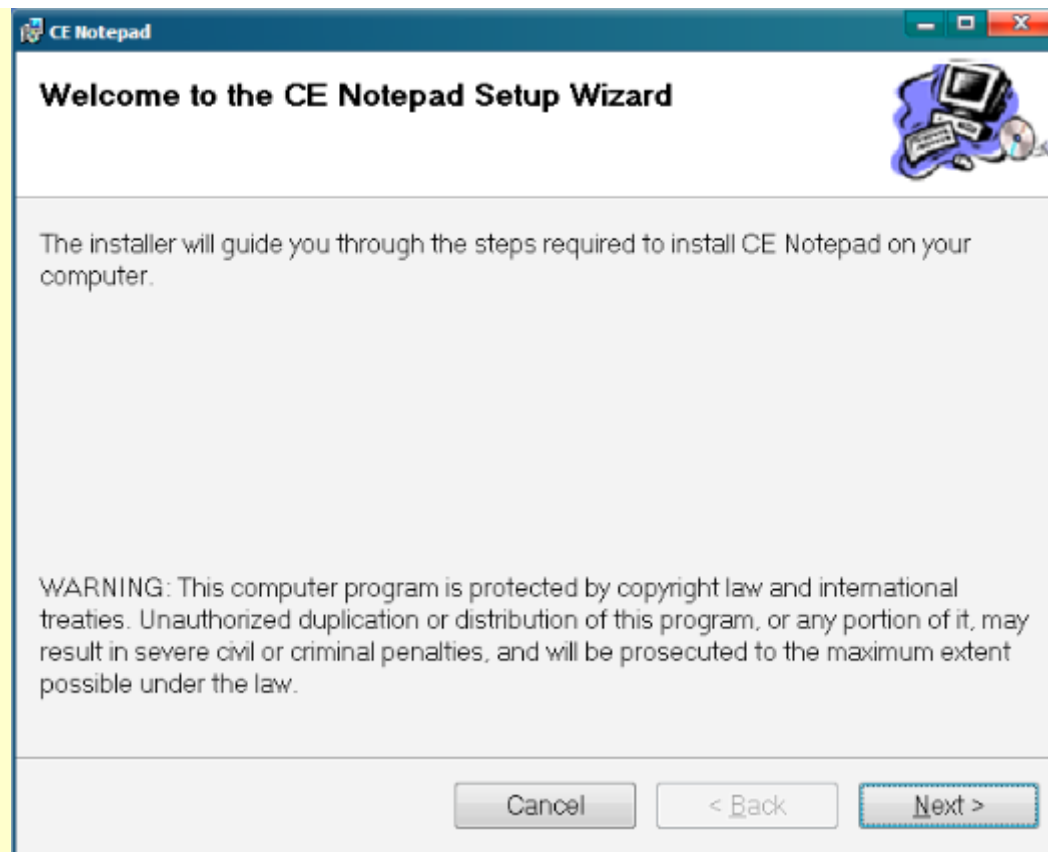 CE Notepad
Welcome to the CE Notepad Setup Wizard
The installer will guide you through the steps required to install CE Notepad on your
computer.
WARNING: This computer program is protected by copyright law and international
treaties. Unauthorized duplication or distribution of this program, or any portion of it, may
result in severe civil or criminal penalties, and will be prosecuted to the maximum extent
possible under the law.
Cancel < Back Next >